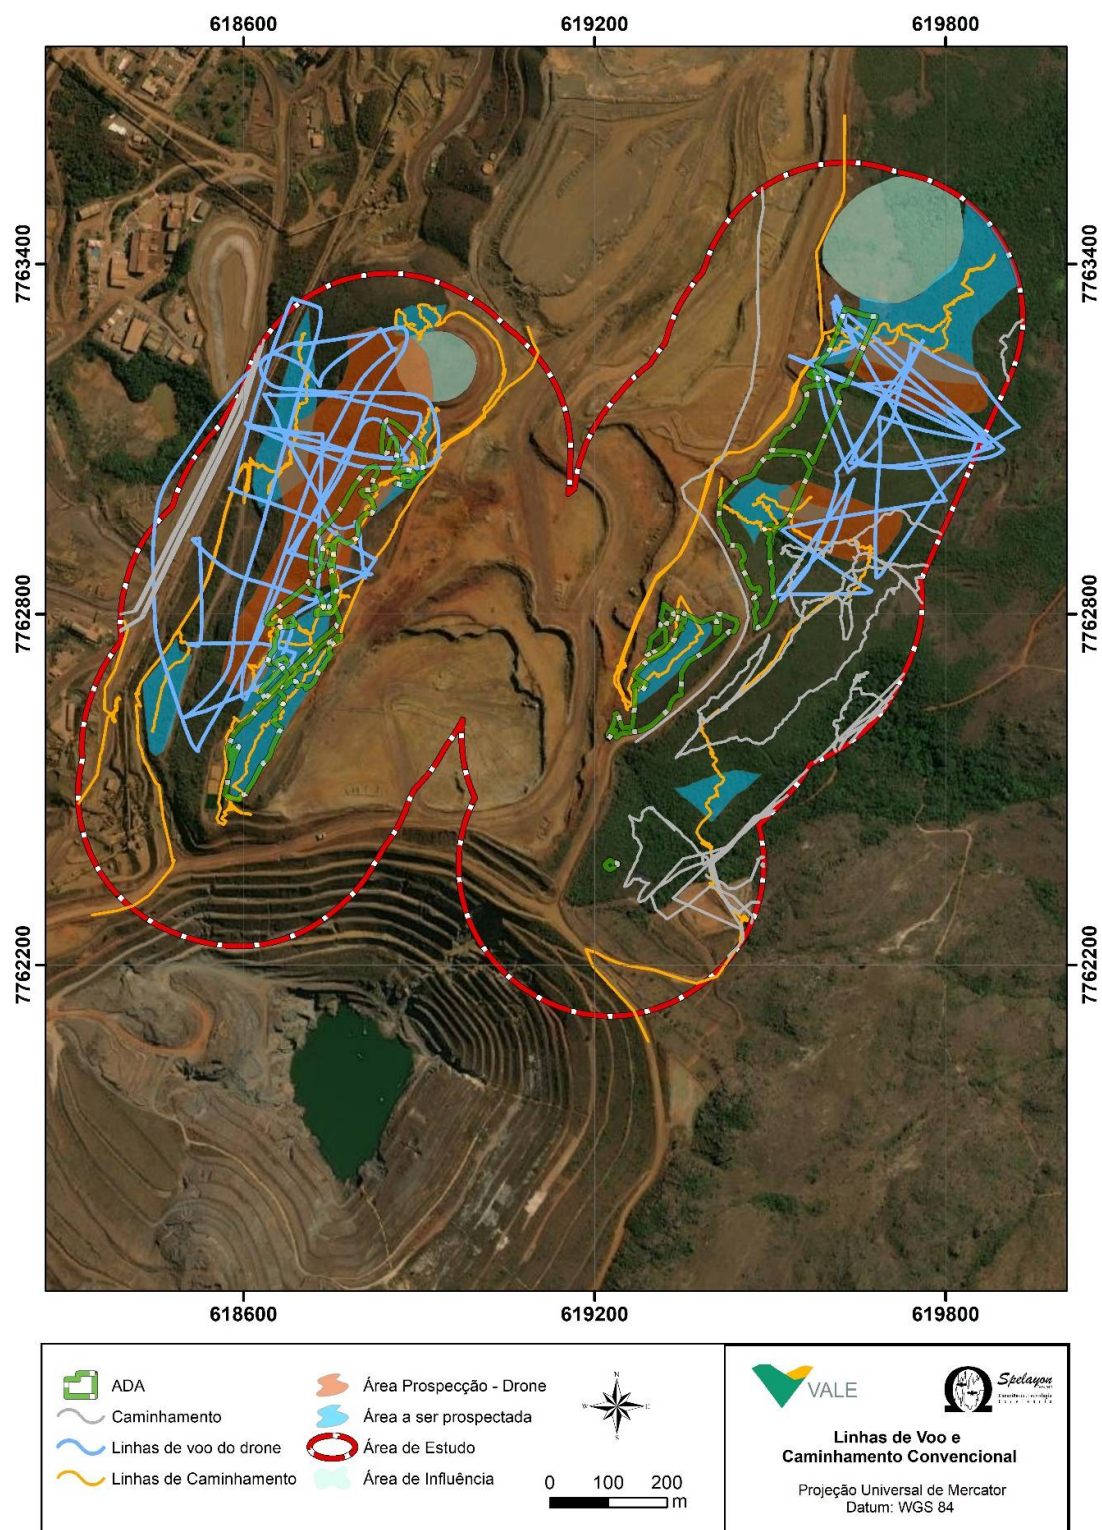 618600 619200 619800
7763400 7763400
7762800 7762800
7762200 7762200
618600 619200 619800
ADA
Caminhamento
Linhas de voo do drone
Linhas de Caminhamento
Área Prospecção - Drone
Área a ser prospectada
Área de Estudo
Área de Influência
N
W E
S
0 100 200
m
VALE
Spelayon
Linhas de Voo e
Caminhamento Convencional
Projeção Universal de Mercator
Datum: WGS 84